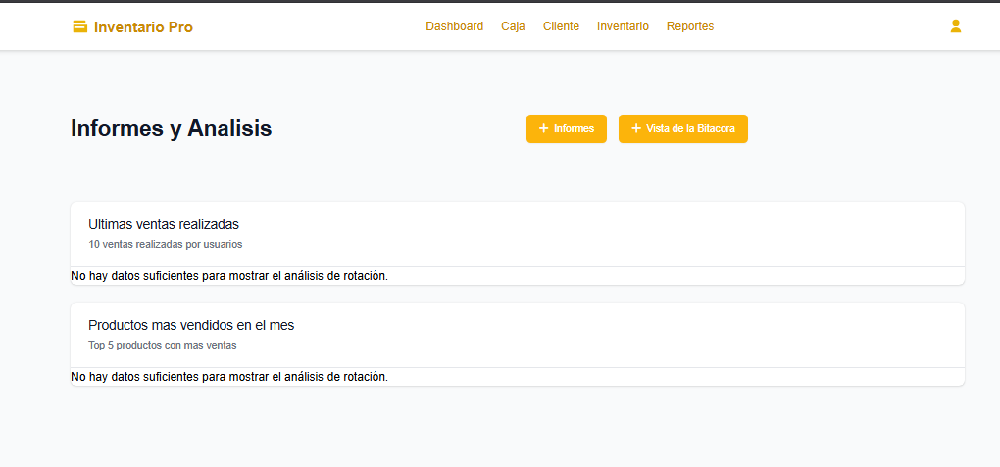 Inventario Pro
Dashboard Caja Cliente Inventario Reportes
Informes y Analisis
Informes
Vista de la Bitacora
Ultimas ventas realizadas
10 ventas realizadas por usuarios
No hay datos suficientes para mostrar el análisis de rotación.
Productos mas vendidos en el mes
Top 5 productos con mas ventas
No hay datos suficientes para mostrar el análisis de rotación.